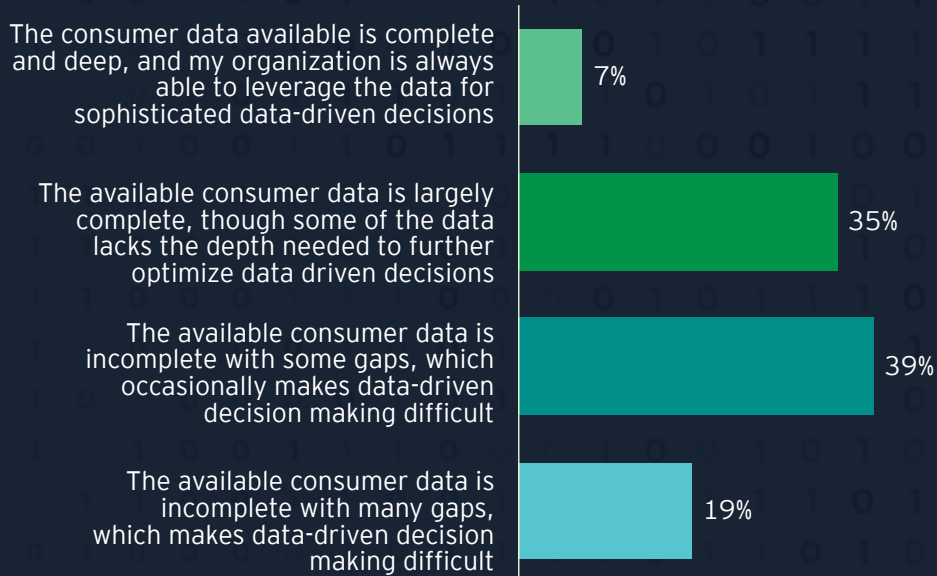 The consumer data available is complete
and deep, and my organization is always
able to leverage the data for
sophisticated data-driven decisions
7%
The available consumer data is largely
complete, though some of the data
lacks the depth needed to further
optimize data driven decisions
35%
The available consumer data is
incomplete with some gaps, which
occasionally makes data-driven
decision making difficult
39%
The available consumer data is
incomplete with many gaps,
which makes data-driven decision
making difficult
19%